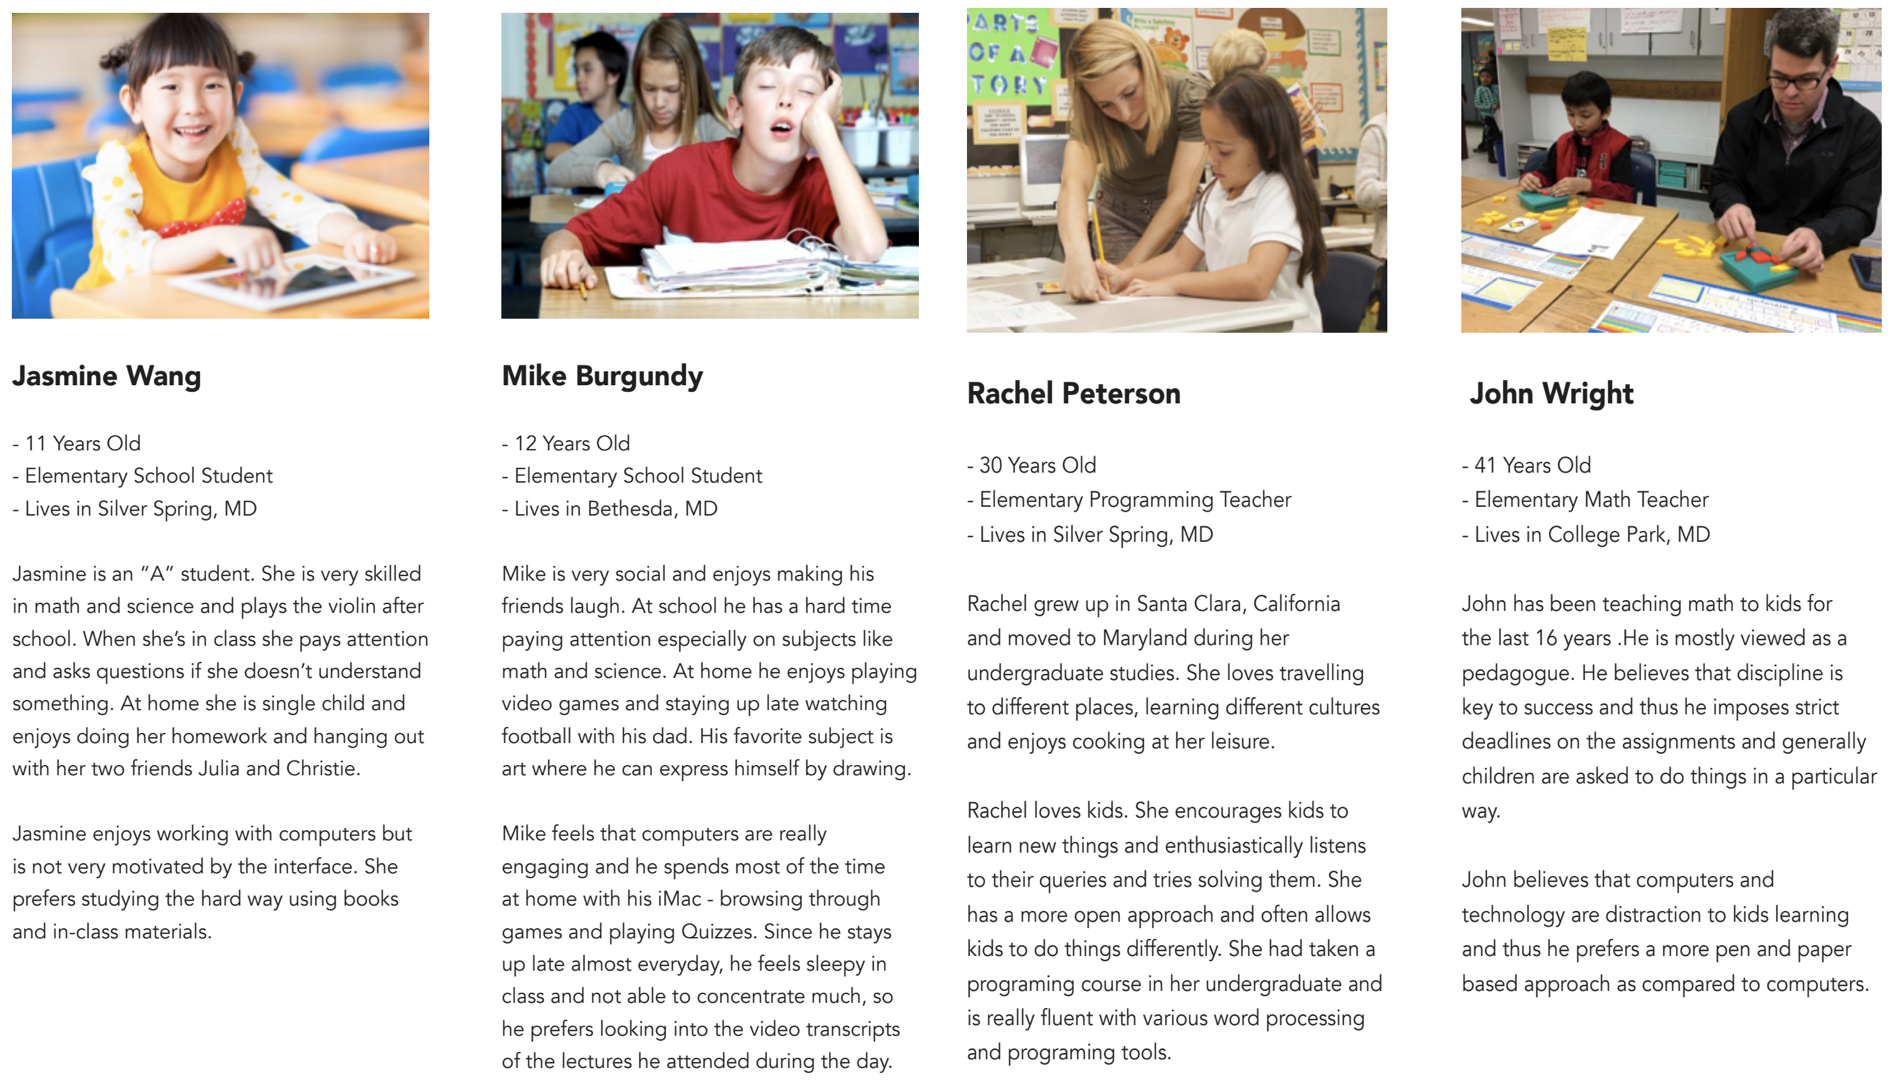 ARTS
OF A
TORY
Jasmine Wang
- 11 Years Old
- Elementary School Student
- Lives in Silver Spring, MD
Jasmine is an “A” student. She is very skilled
in math and science and plays the violin after
school. When she’s in class she pays attention
and asks questions if she doesn’t understand
something. At home she is single child and
enjoys doing her homework and hanging out
with her two friends Julia and Christie.
Jasmine enjoys working with computers but
is not very motivated by the interface. She
prefers studying the hard way using books
and in-class materials.
Mike Burgundy
- 12 Years Old
- Elementary School Student
- Lives in Bethesda, MD
Mike is very social and enjoys making his
friends laugh. At school he has a hard time
paying attention especially on subjects like
math and science. At home he enjoys playing
video games and staying up late watching
football with his dad. His favorite subject is
art where he can express himself by drawing.
Mike feels that computers are really
engaging and he spends most of the time
at home with his iMac - browsing through
games and playing Quizzes. Since he stays
up late almost everyday, he feels sleepy in
class and not able to concentrate much, so
he prefers looking into the video transcripts
of the lectures he attended during the day.
Rachel Peterson
- 30 Years Old
- Elementary Programming Teacher
- Lives in Silver Spring, MD
Rachel grew up in Santa Clara, California
and moved to Maryland during her
undergraduate studies. She loves travelling
to different places, learning different cultures
and enjoys cooking at her leisure.
Rachel loves kids. She encourages kids to
learn new things and enthusiastically listens
to their queries and tries solving them. She
has a more open approach and often allows
kids to do things differently. She had taken a
programing course in her undergraduate and
is really fluent with various word processing
and programing tools.
John Wright
- 41 Years Old
- Elementary Math Teacher
- Lives in College Park, MD
John has been teaching math to kids for
the last 16 years .He is mostly viewed as a
pedagogue. He believes that discipline is
key to success and thus he imposes strict
deadlines on the assignments and generally
children are asked to do things in a particular
way.
John believes that computers and
technology are distraction to kids learning
and thus he prefers a more pen and paper
based approach as compared to computers.